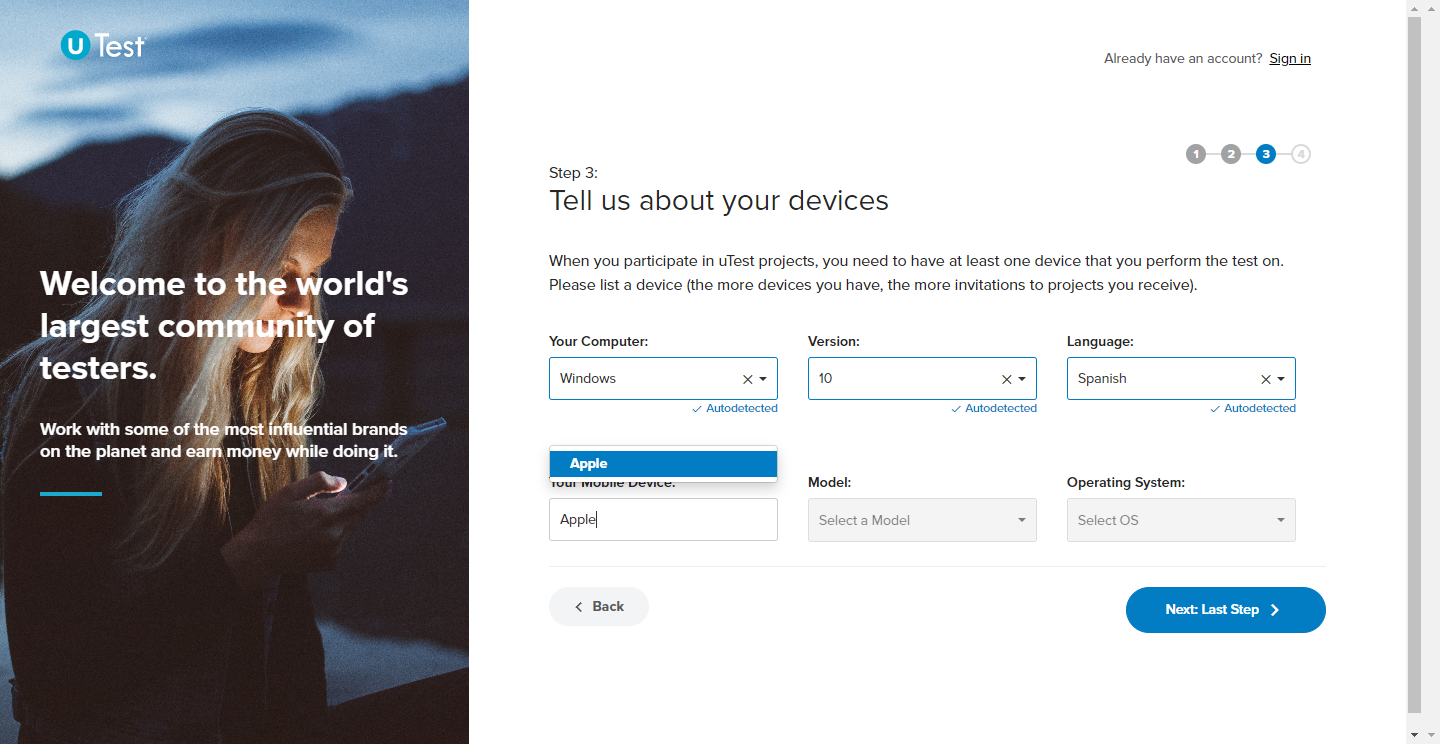 uTest
Welcome to the world's
largest community of
testers.
Work with some of the most influential brands
on the planet and earn money while doing it.
Already have an account? Sign in
1 2 3 4
Step 3:
Tell us about your devices
When you participate in uTest projects, you need to have at least one device that you perform the test on.
Please list a device (the more devices you have, the more invitations to projects you receive).
Your Computer: Version: Language:
Windows 10 Spanish
Autodetected Autodetected Autodetected
Apple
Your Mobile Device: Model: Operating System:
Apple Select a Model Select OS
Back Next: Last Step